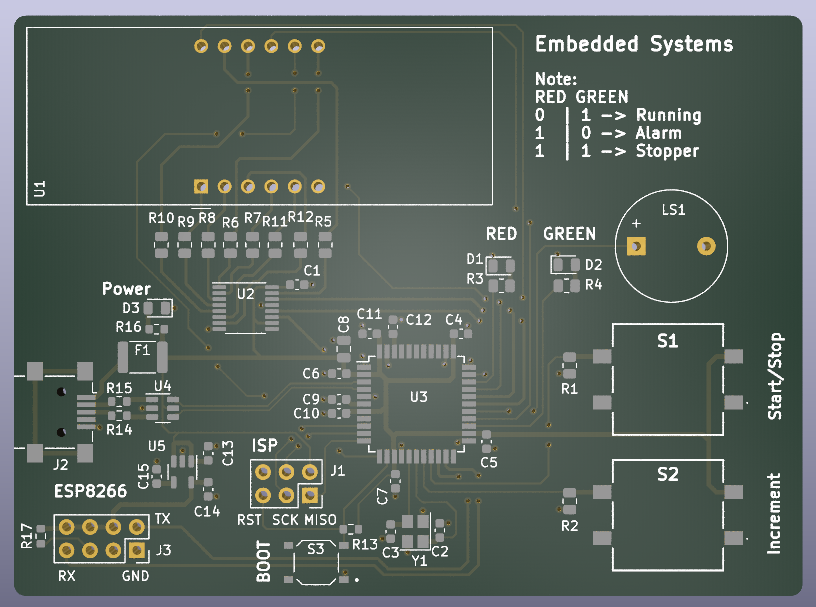 Embedded Systems
Note:
RED GREEN
0 | 1 -> Running
1 | 0 -> Alarm
1 | 1 -> Stopper
U1
R10 R9 R8 R6 R7 R11 R12 R5
LS1
+
RED GREEN
D1
D2
R3
R4
C1
Power
U2
D3
R16
F1
C8
C11
C12
C4
S1
Start/Stop
C6
U3
R1
R15
U4
C9
C10
R14
J2
U5
C13
ISP
C5
C15
J1
C7
S2
ESP8266
C14
RST SCK MISO
R2
Increment
TX
R17
J3
R13
C3
C2
Y1
BOOT
S3
RX GND